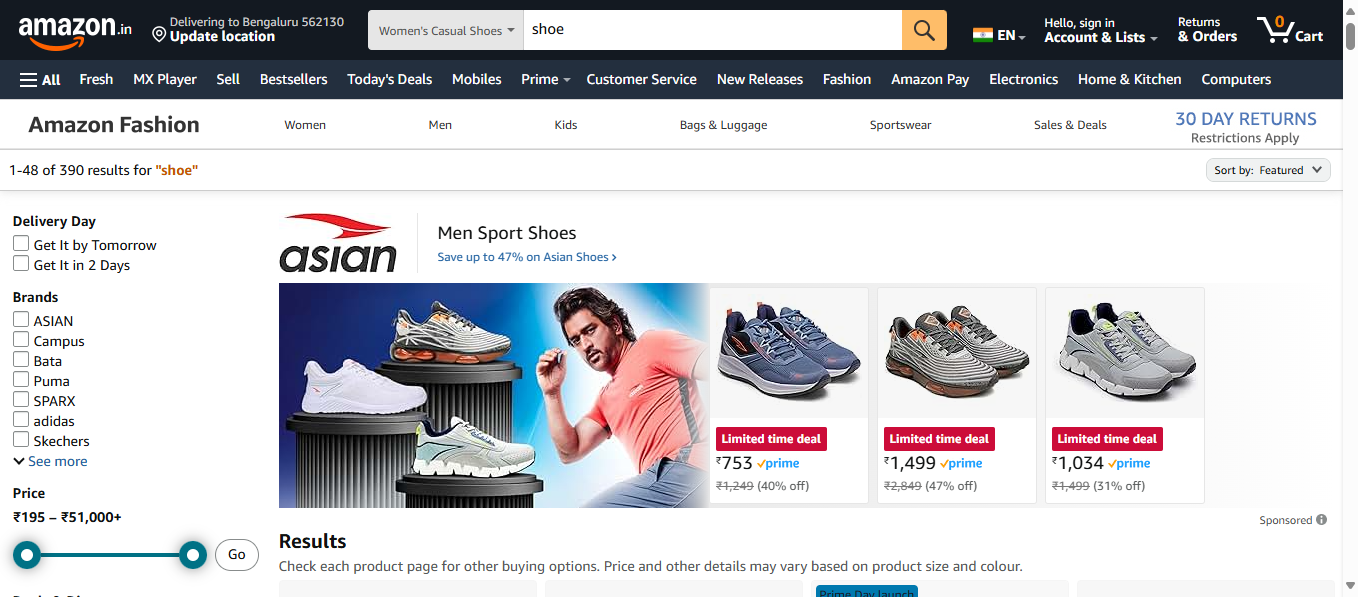 amazon.in
Delivering to Bengaluru 562130
Update location
Women's Casual Shoes
shoe
EN
Hello, sign in
Account & Lists
Returns
& Orders
0
Cart
All
Fresh
MX Player
Sell
Bestsellers
Today's Deals
Mobiles
Prime
Customer Service
New Releases
Fashion
Amazon Pay
Electronics
Home & Kitchen
Computers
Amazon Fashion
Women
Men
Kids
Bags & Luggage
Sportswear
Sales & Deals
30 DAY RETURNS
Restrictions Apply
1-48 of 390 results for "shoe"
Sort by: Featured
Delivery Day
Get It by Tomorrow
Get It in 2 Days
Brands
ASIAN
Campus
Bata
Puma
SPARX
adidas
Skechers
See more
Price
₹195 – ₹51,000+
Go
asian
Men Sport Shoes
Save up to 47% on Asian Shoes ›
Limited time deal
₹753 prime
₹1,249 (40% off)
Limited time deal
₹1,499 prime
₹2,849 (47% off)
Limited time deal
₹1,034 prime
₹1,499 (31% off)
Sponsored
Results
Check each product page for other buying options. Price and other details may vary based on product size and colour.
Prime Day launch